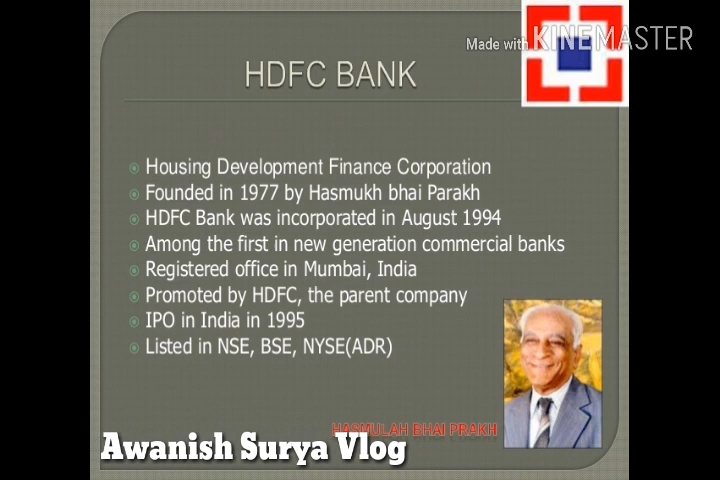 Made with KINEMASTER
HDFC BANK
Housing Development Finance Corporation
Founded in 1977 by Hasmukh bhai Parakh
HDFC Bank was incorporated in August 1994
Among the first in new generation commercial banks
Registered office in Mumbai, India
Promoted by HDFC, the parent company
IPO in India in 1995
Listed in NSE, BSE, NYSE(ADR)
HASMULAH BHAI PRAKH
Awanish Surya Vlog